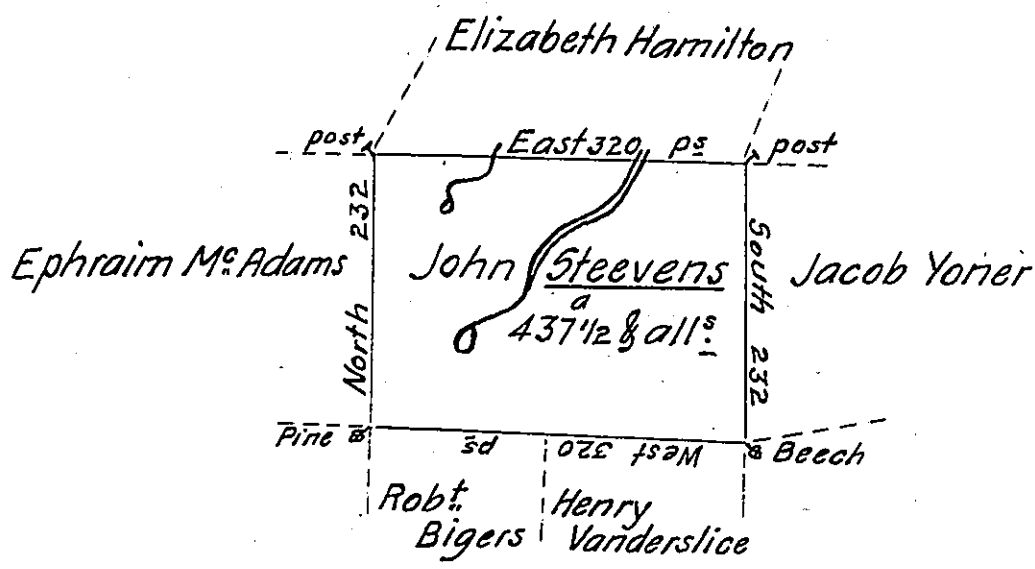 Elizabeth Hamilton
post East 320 ps post
North 232
South 232
Ephraim Mc. Adams
John Steevens
Jacob Yoner
a
437 1/2 & alls.
Pine West 320 ps Beech
Robt. Bigers
Henry Vanderslice